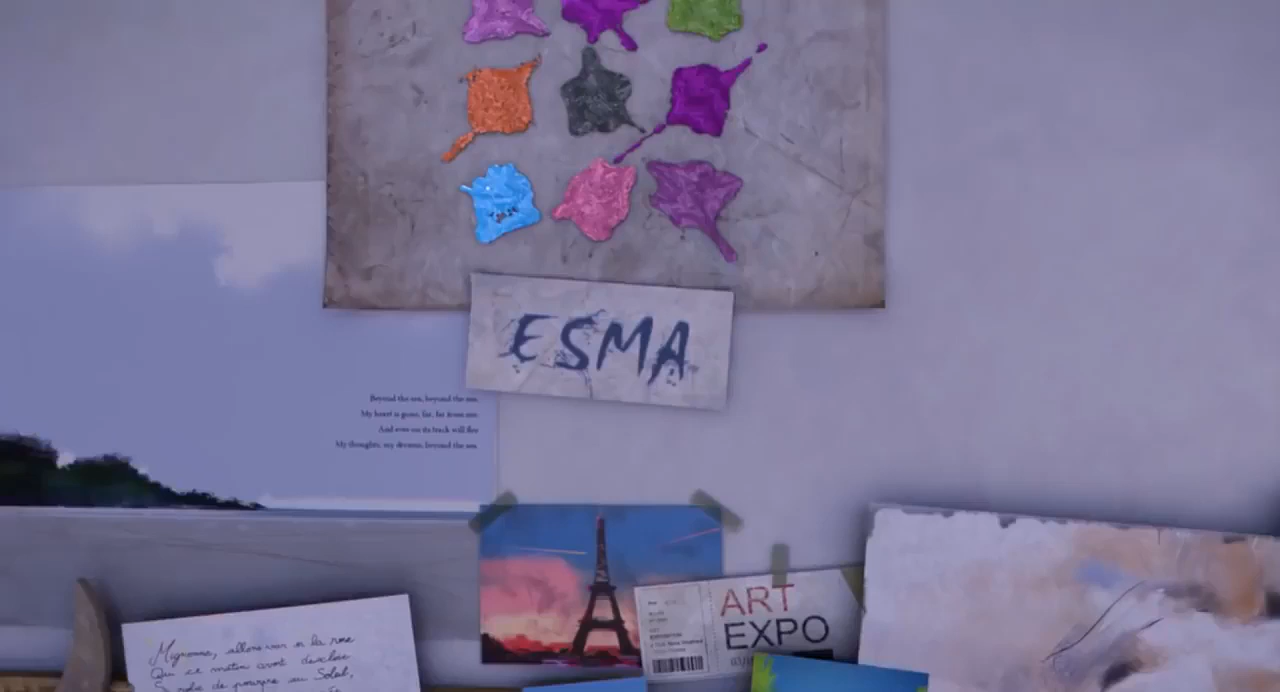 ESMA
Beyond the sea, beyond the sea
My heart is gone, far, far from me
And ever on its track will flee
My thoughts, my dreams, beyond the sea
ART
EXPO
EXPOSITION
Mignonne, allons voir si la rose
Qui ce matin avoit desclose
Sa robe de pourpre au Soleil,